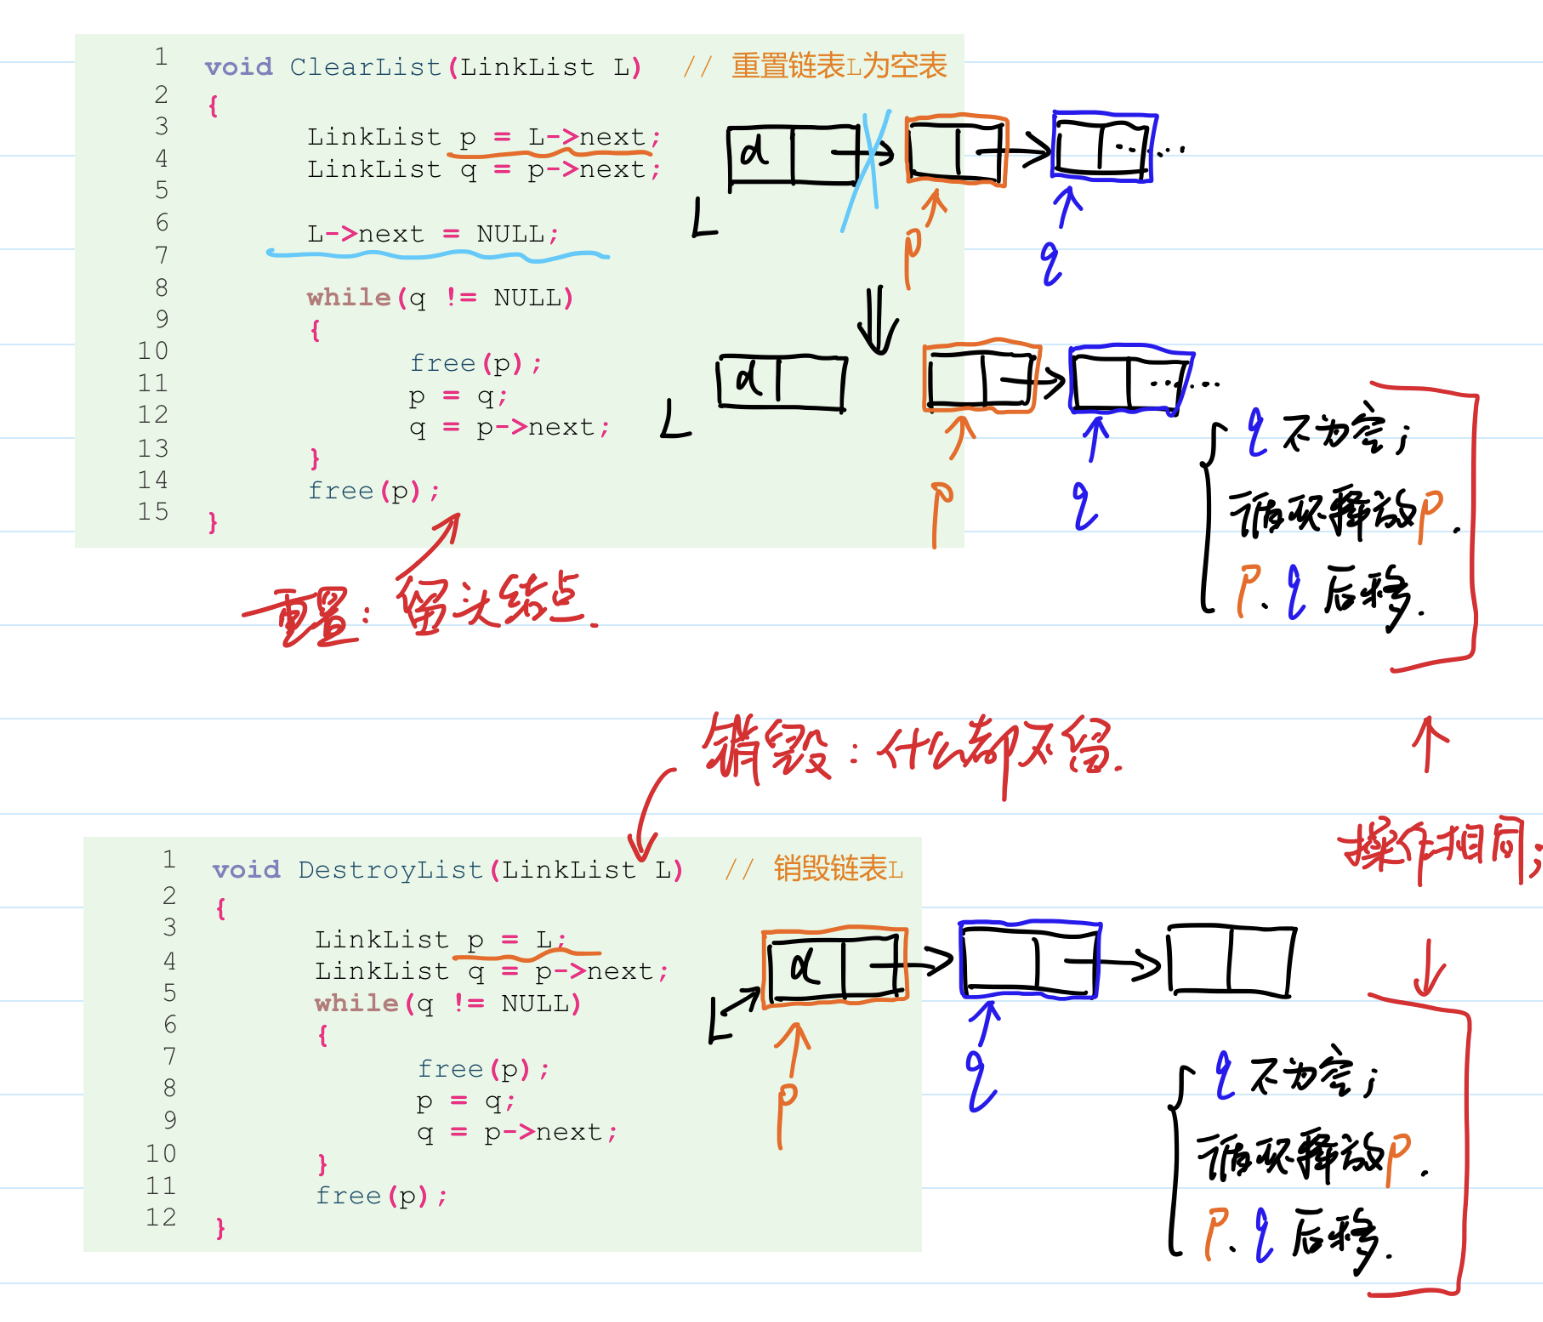 1 void ClearList(LinkList L) // 重置链表L为空表
2 {
3 LinkList p = L->next;
4 LinkList q = p->next;
5
6 L->next = NULL;
7
8 while(q != NULL)
9 {
10 free(p);
11 p = q;
12 q = p->next;
13 }
14 free(p);
15 }
d
L
p
q
d
L
p
q
q 不为空;
循环释放p.
p、q 后移.
重置: 留头结点.
销毁: 什么都不留.
操作相同;
1 void DestroyList(LinkList L) // 销毁链表L
2 {
3 LinkList p = L;
4 LinkList q = p->next;
5 while(q != NULL)
6 {
7 free(p);
8 p = q;
9 q = p->next;
10 }
11 free(p);
12 }
d
L
p
q
q 不为空;
循环释放p.
p、q 后移.